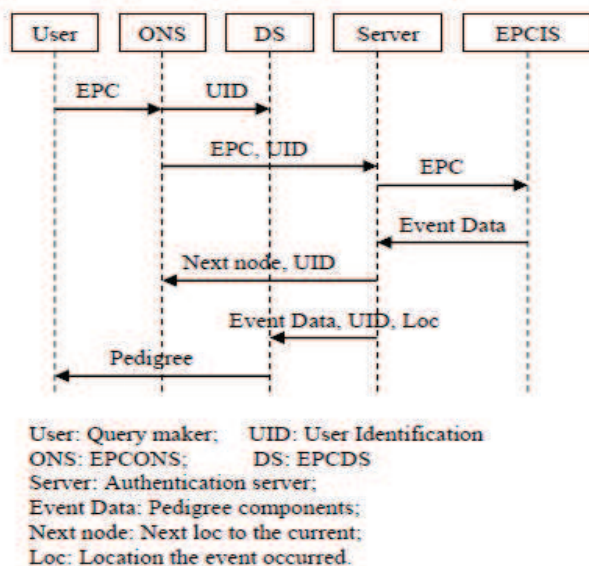 User ONS DS Server EPCIS
EPC UID
EPC, UID
EPC
Event Data
Next node, UID
Event Data, UID, Loc
Pedigree
User: Query maker; UID: User Identification
ONS: EPCONS; DS: EPCDS
Server: Authentication server;
Event Data: Pedigree components;
Next node: Next loc to the current;
Loc: Location the event occurred.